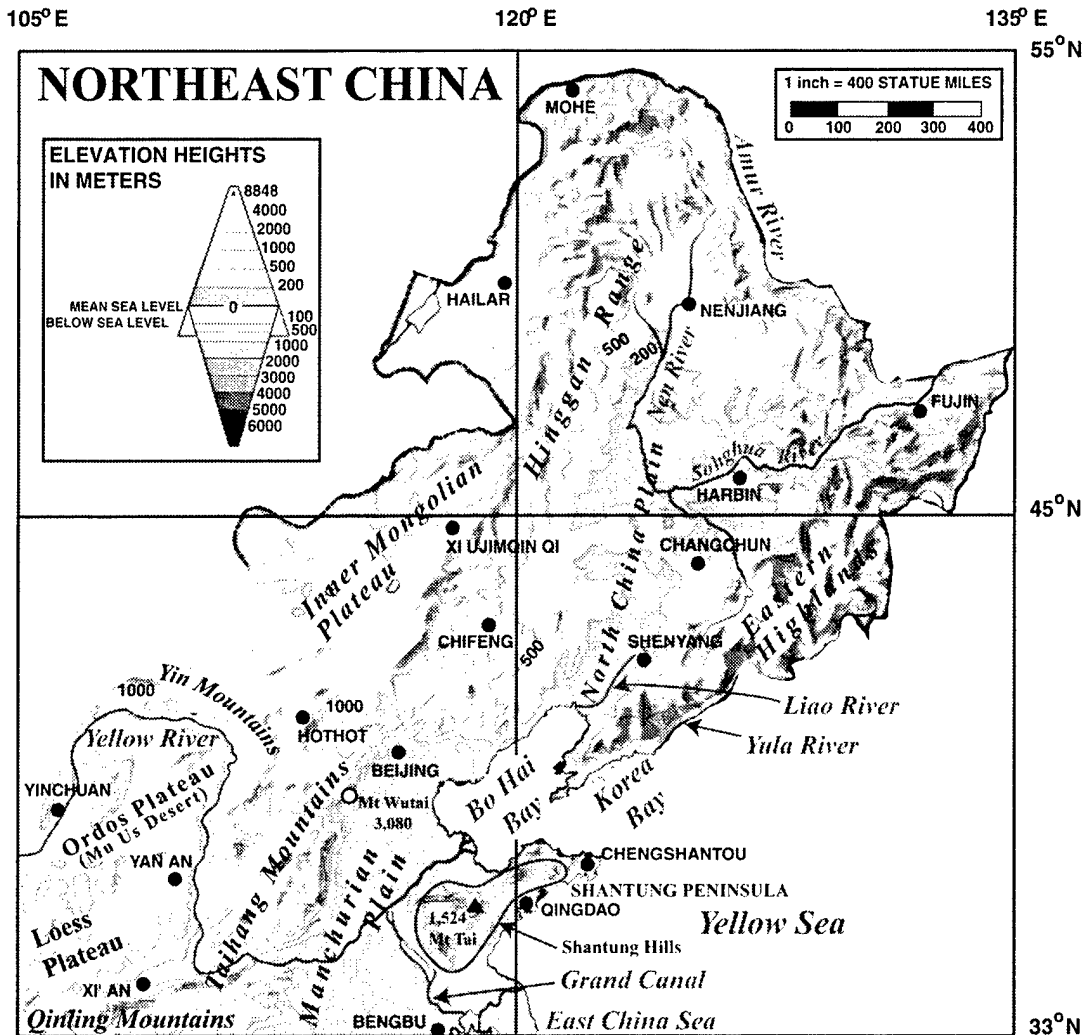 105° E 120° E 135° E
55°N
NORTHEAST CHINA
1 inch = 400 STATUE MILES
0 100 200 300 400
ELEVATION HEIGHTS
IN METERS
8848
4000
2000
1000
500
200
MEAN SEA LEVEL
0
BELOW SEA LEVEL
100
500
1000
2000
3000
4000
5000
6000
MOHE
Amur River
HAILAR
NENJIANG
Hinggan Range
500
200
Nen River
FUJIN
Songhua River
HARBIN
45°N
Inner Mongolian
Plateau
XI UJIMQIN QI
CHANGCHUN
North China Plain
Eastern
Highlands
CHIFENG
500
SHENYANG
Liao River
Yula River
1000
Yin Mountains
1000
HOTHOT
Yellow River
BEIJING
Bo Hai
Bay
Korea
Bay
YINCHUAN
Ordos Plateau
(Mu Us Desert)
Mt Wutai
3,080
Taihang Mountains
Manchurian
Plain
YAN AN
CHENGSHANTOU
SHANTUNG PENINSULA
QINGDAO
1,524
Mt Tai
Yellow Sea
Shantung Hills
Loess
Plateau
XI' AN
Grand Canal
Qinling Mountains
BENGBU
East China Sea
33°N